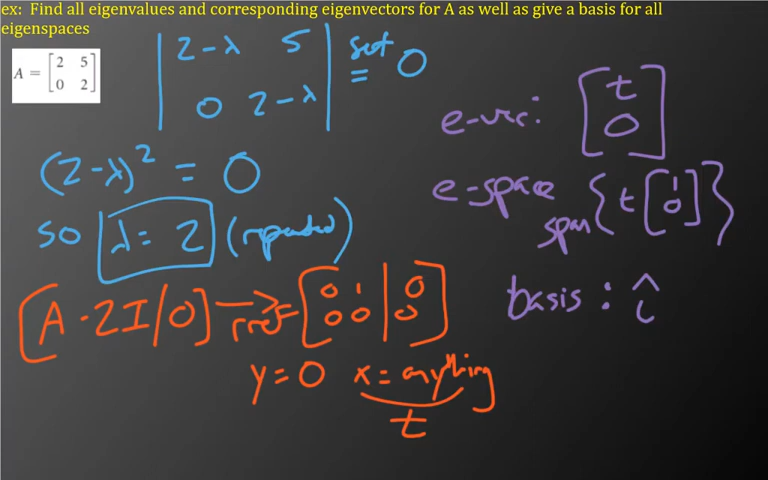 ex: Find all eigenvalues and corresponding eigenvectors for A as well as give a basis for all
eigenspaces
A = [2 5
0 2]
|2-λ 5
0 2-λ| set = 0
(2-λ)² = 0
so λ = 2 (repeated)
[A - 2I | 0] → rref = [0 1 | 0
0 0 | 0]
y = 0 x = anything
t
e-vec: [t
0]
e-space
span { t [1
0] }
basis : î